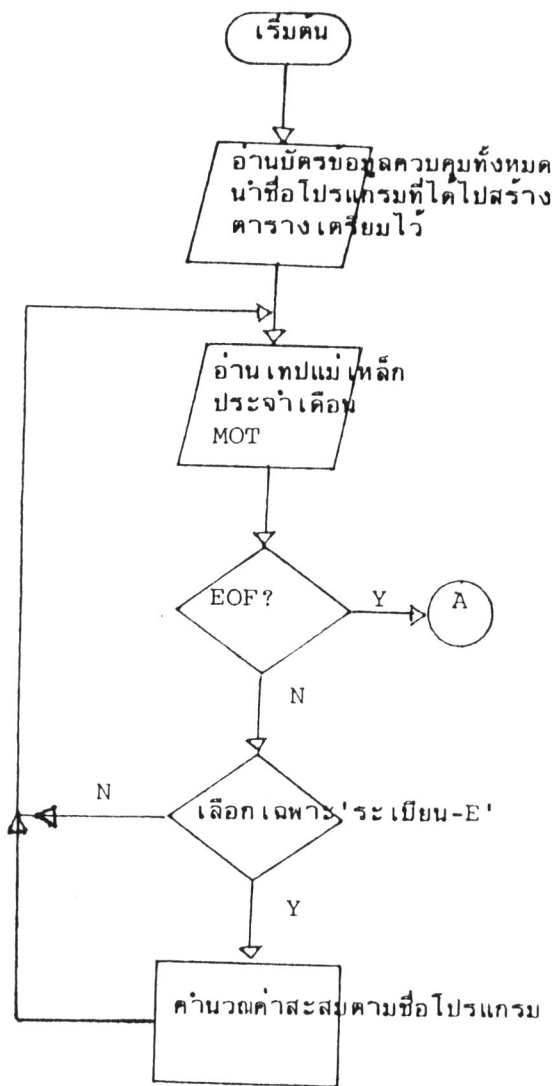 เริ่มต้น
อ่านบัตรข้อมูลควบคุมทั้งหมด
นำชื่อโปรแกรมที่ได้ไปสร้าง
ตารางเตรียมไว้
อ่านเทปแม่เหล็ก
ประจำเดือน
MOT
EOF?
Y
A
N
N
เลือกเฉพาะ'ระเบียน-E'
Y
คำนวณค่าสะสมตามชื่อโปรแกรม